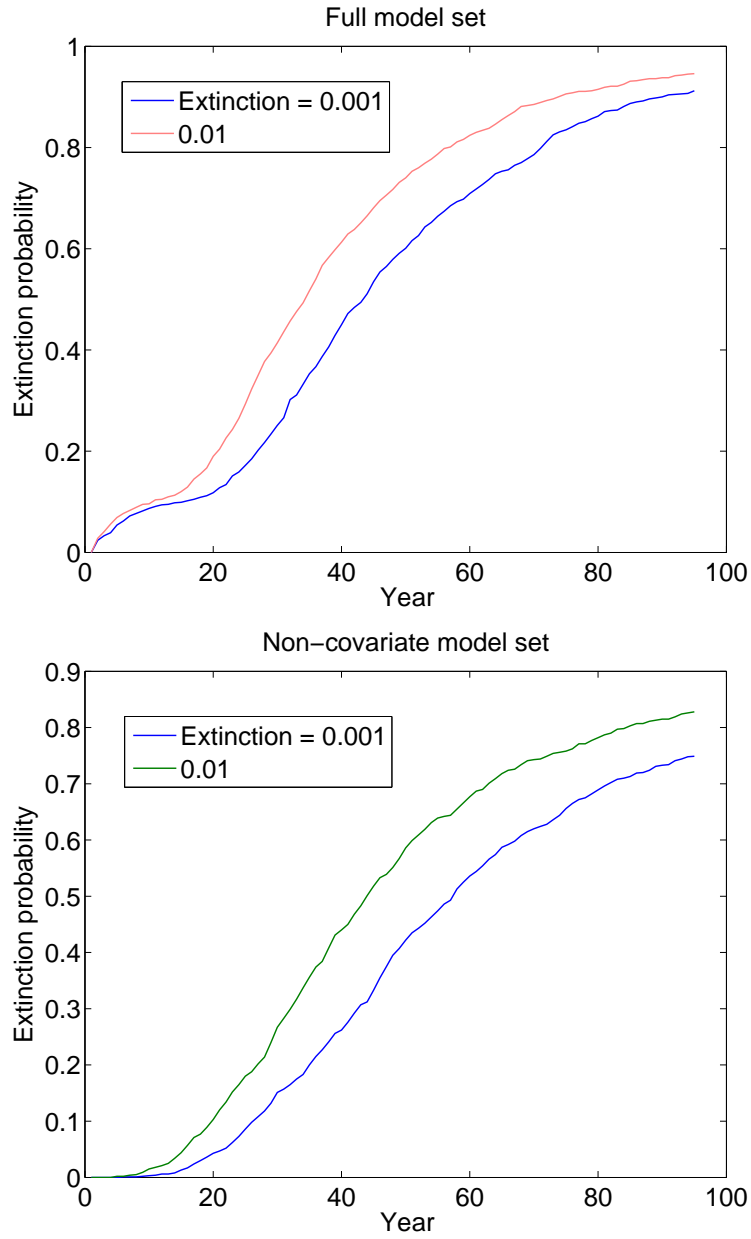 Full model set
1
0.8
0.6
0.4
0.2
0
Extinction probability
Extinction = 0.001
0.01
0 20 40 60 80 100
Year
Non−covariate model set
0.9
0.8
0.7
0.6
0.5
0.4
0.3
0.2
0.1
0
Extinction probability
Extinction = 0.001
0.01
0 20 40 60 80 100
Year